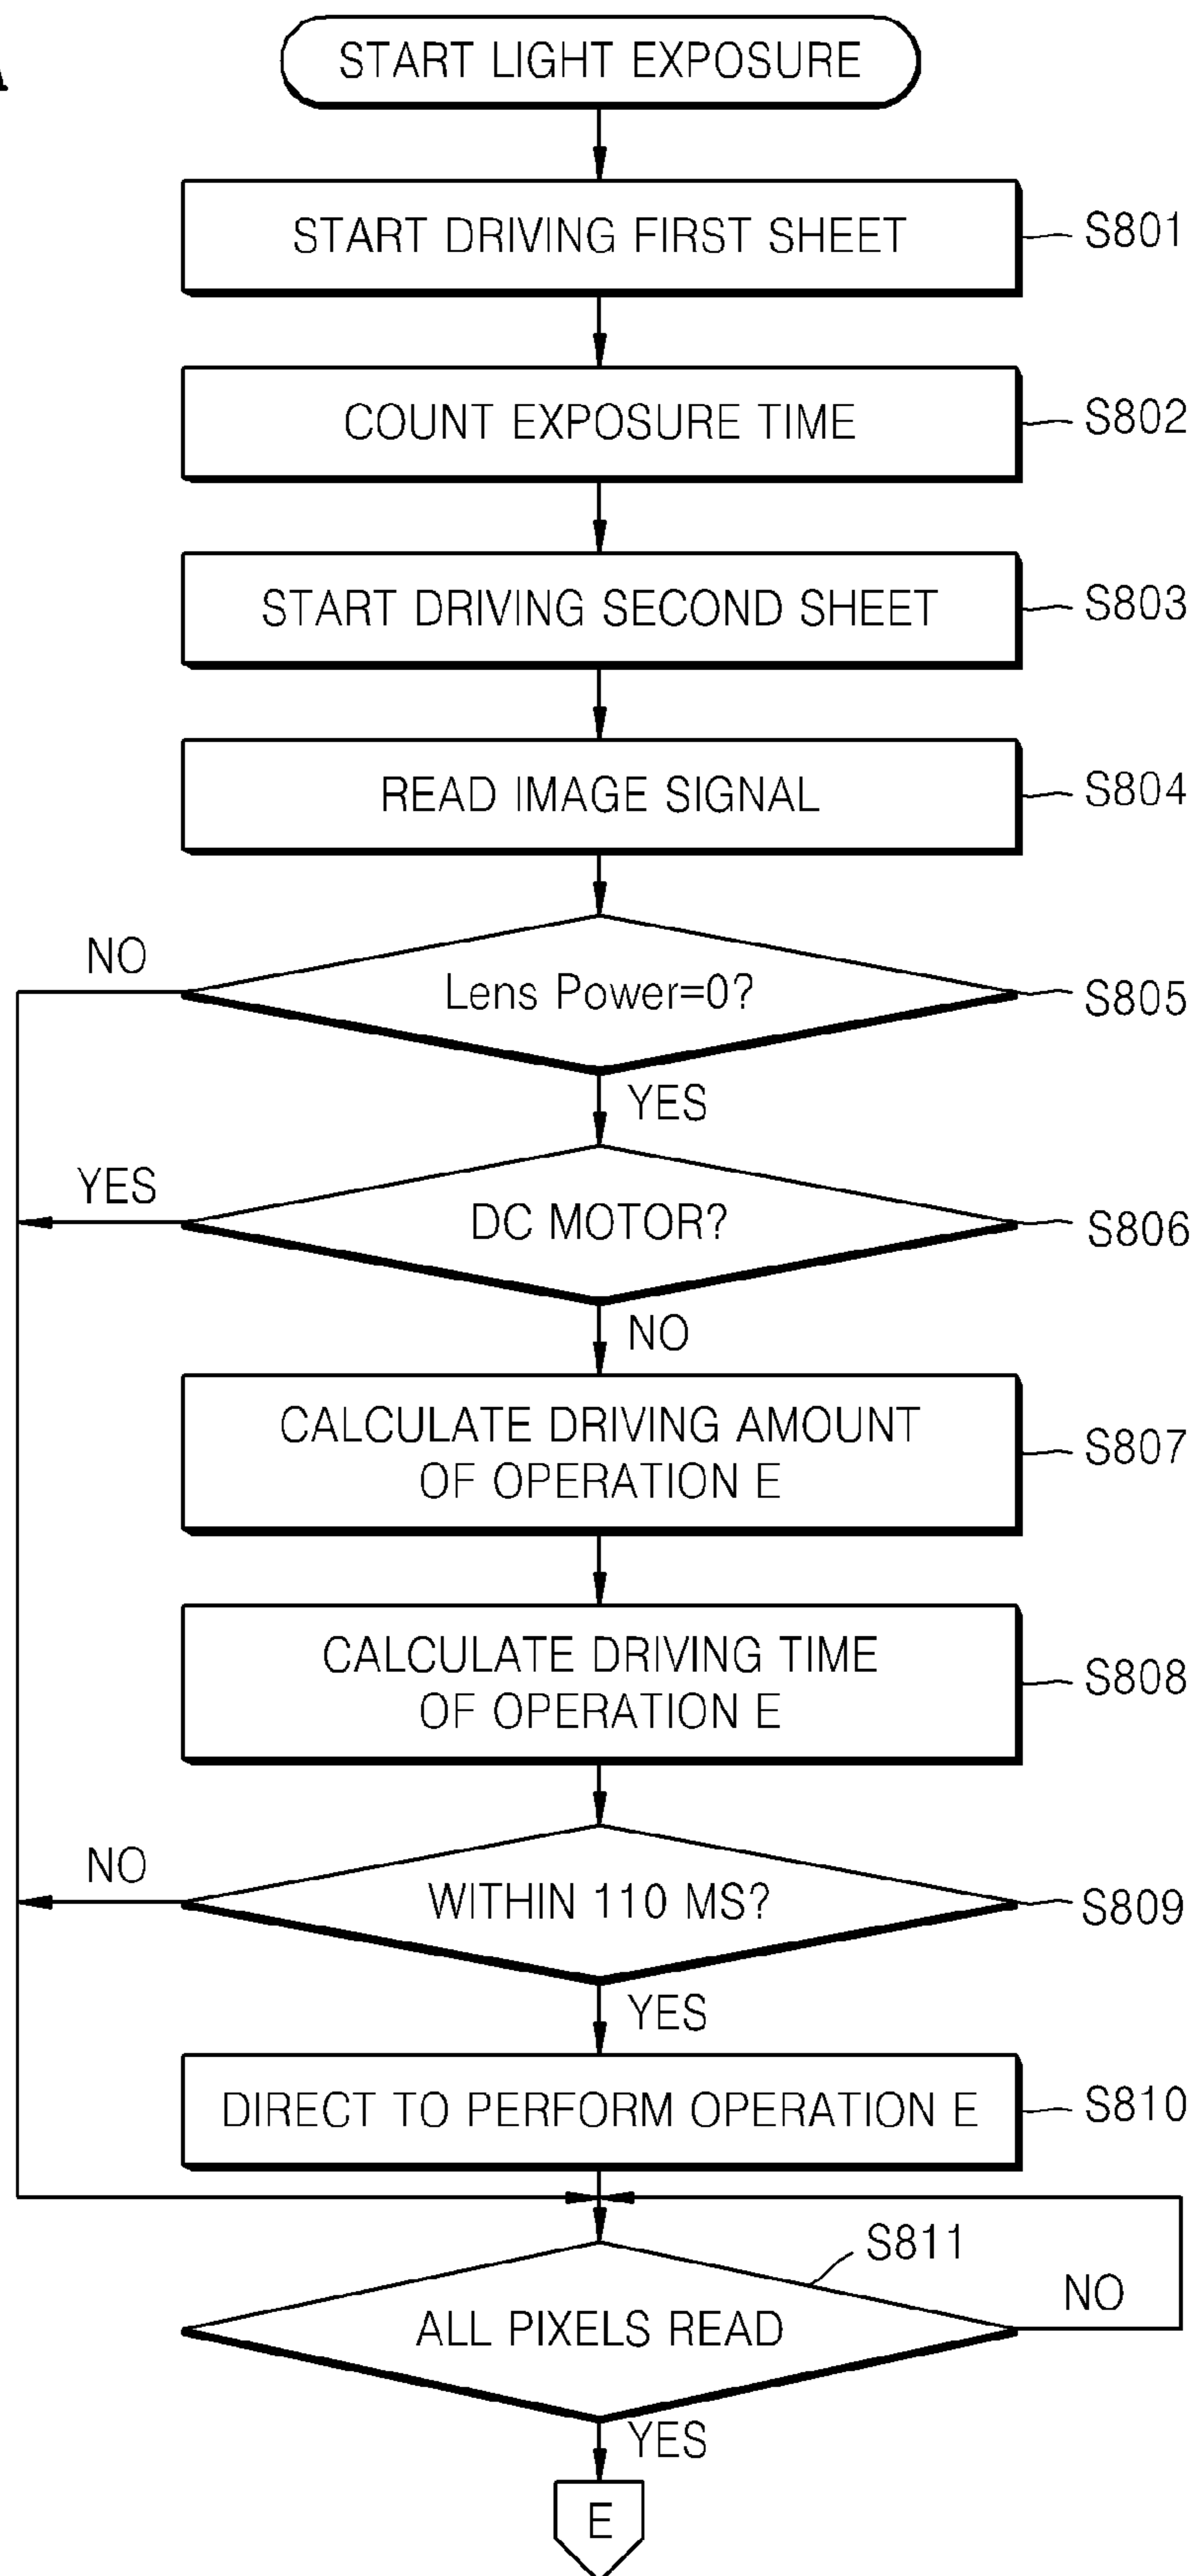 START LIGHT EXPOSURE
START DRIVING FIRST SHEET
S801
COUNT EXPOSURE TIME
S802
START DRIVING SECOND SHEET
S803
READ IMAGE SIGNAL
S804
NO
Lens Power=0?
S805
YES
YES
DC MOTOR?
S806
NO
CALCULATE DRIVING AMOUNT
OF OPERATION E
S807
CALCULATE DRIVING TIME
OF OPERATION E
S808
NO
WITHIN 110 MS?
S809
YES
DIRECT TO PERFORM OPERATION E
S810
S811
NO
ALL PIXELS READ
YES
E